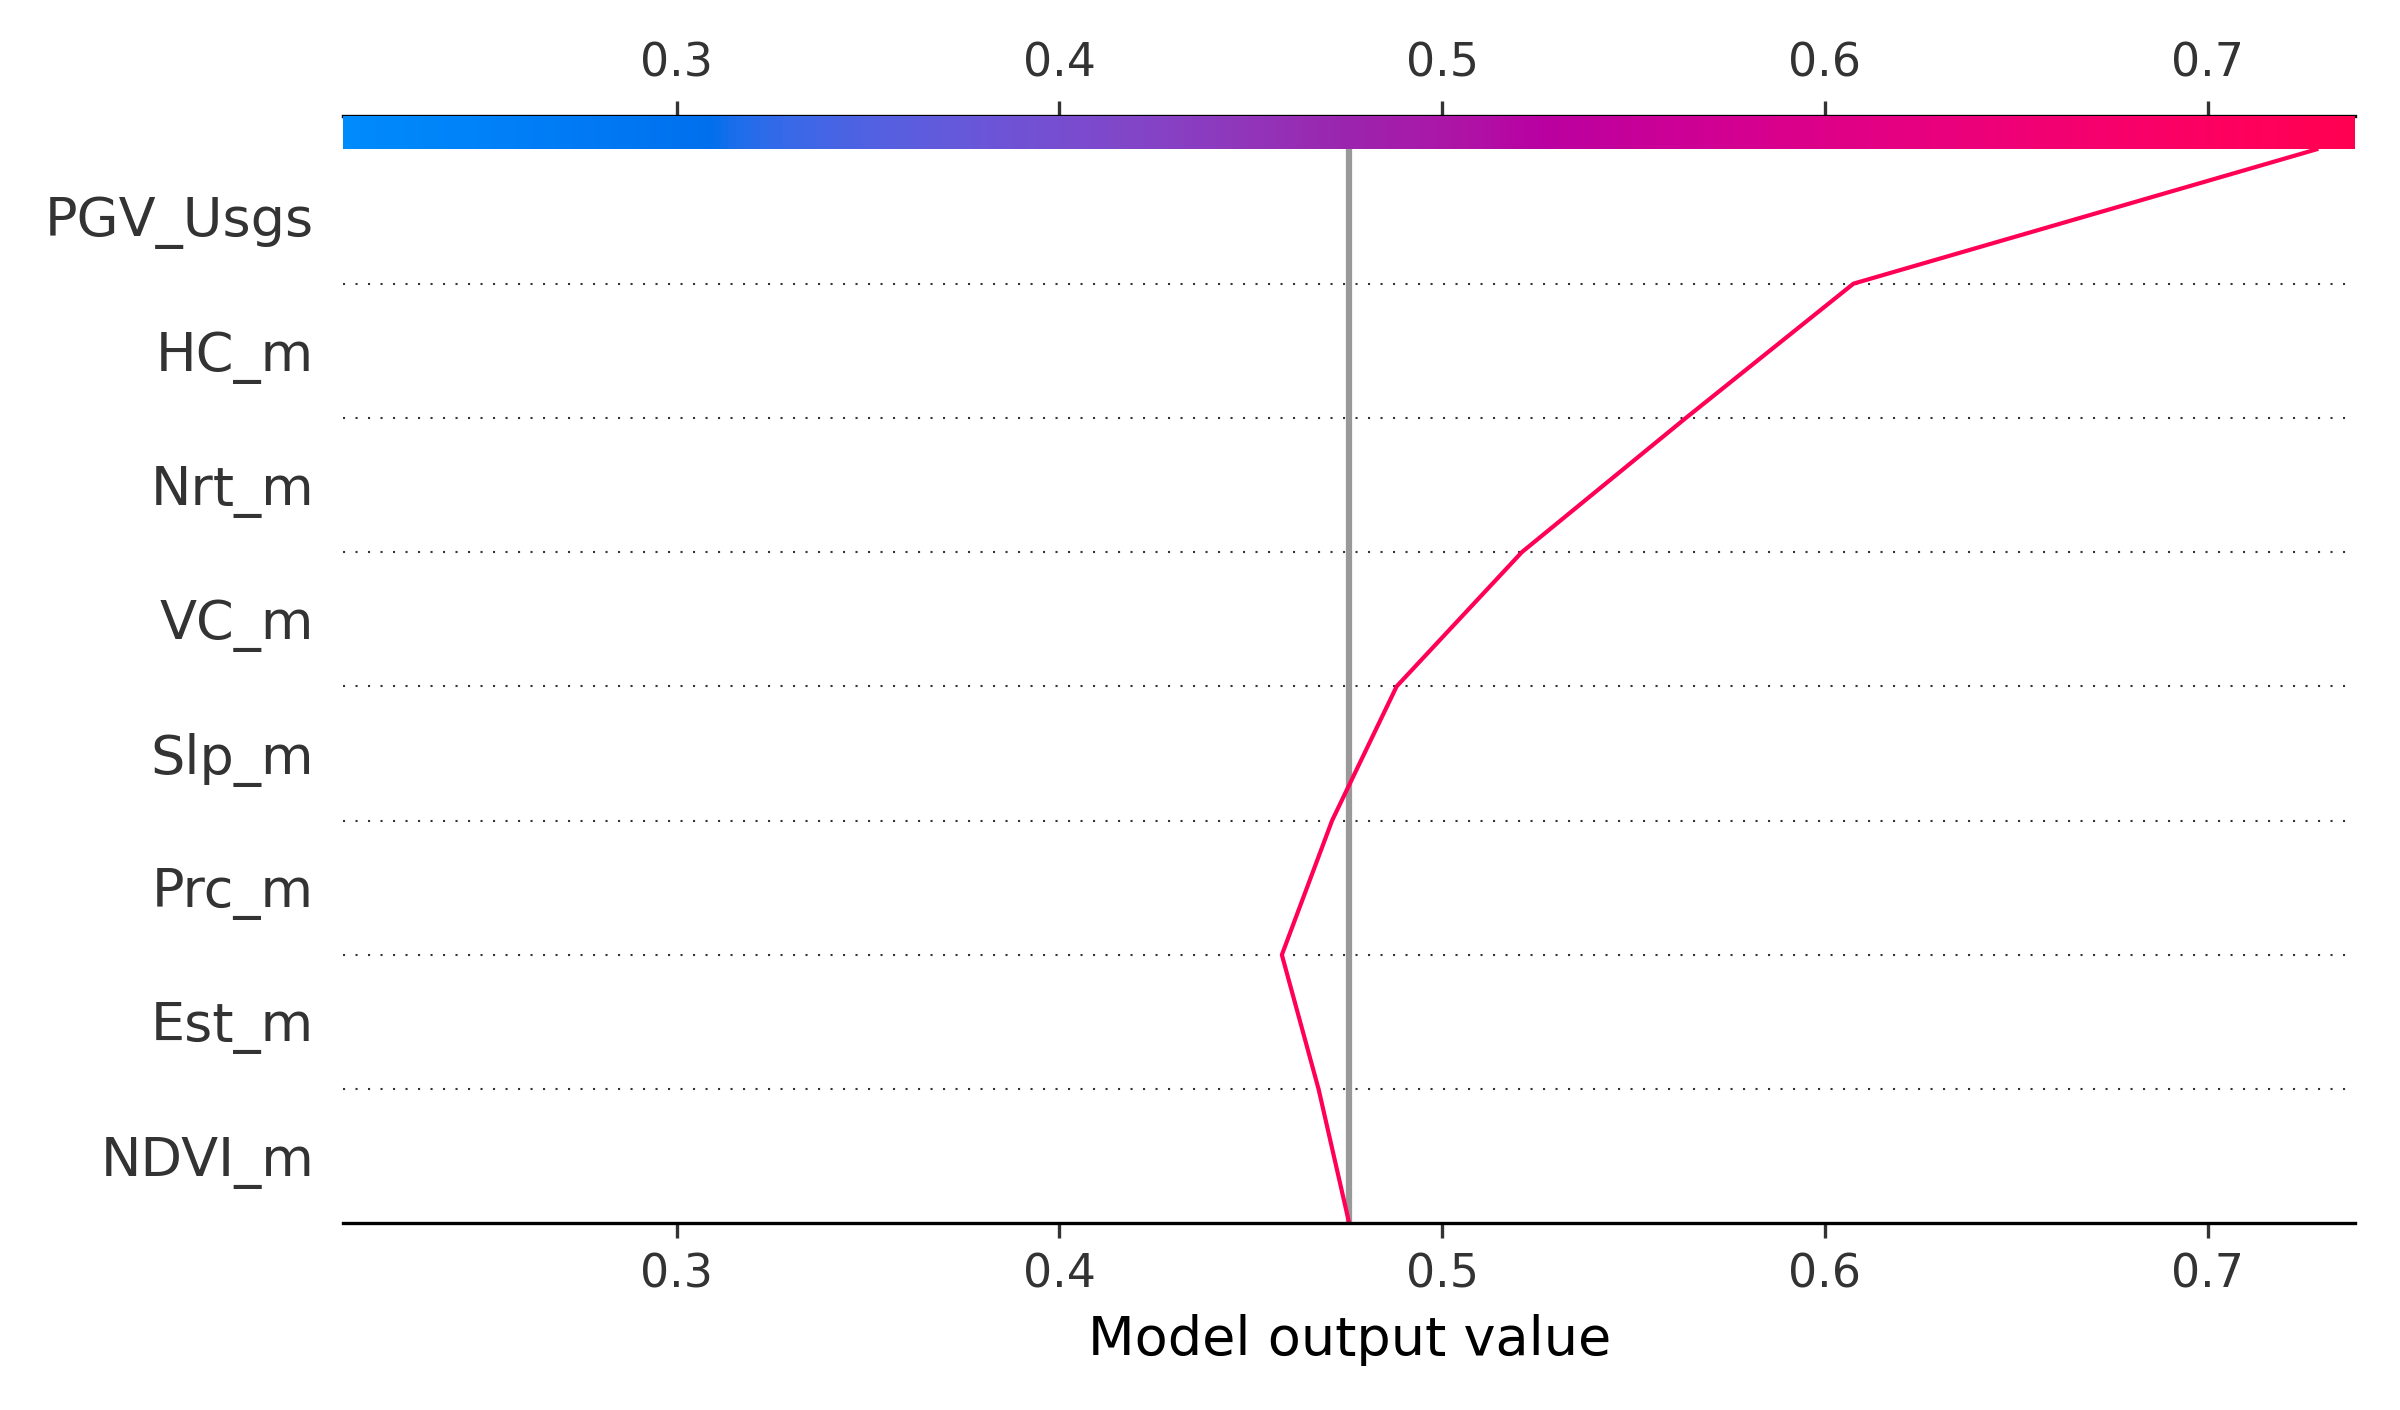 0.3 0.4 0.5 0.6 0.7
PGV_Usgs
HC_m
Nrt_m
VC_m
Slp_m
Prc_m
Est_m
NDVI_m
0.3 0.4 0.5 0.6 0.7
Model output value